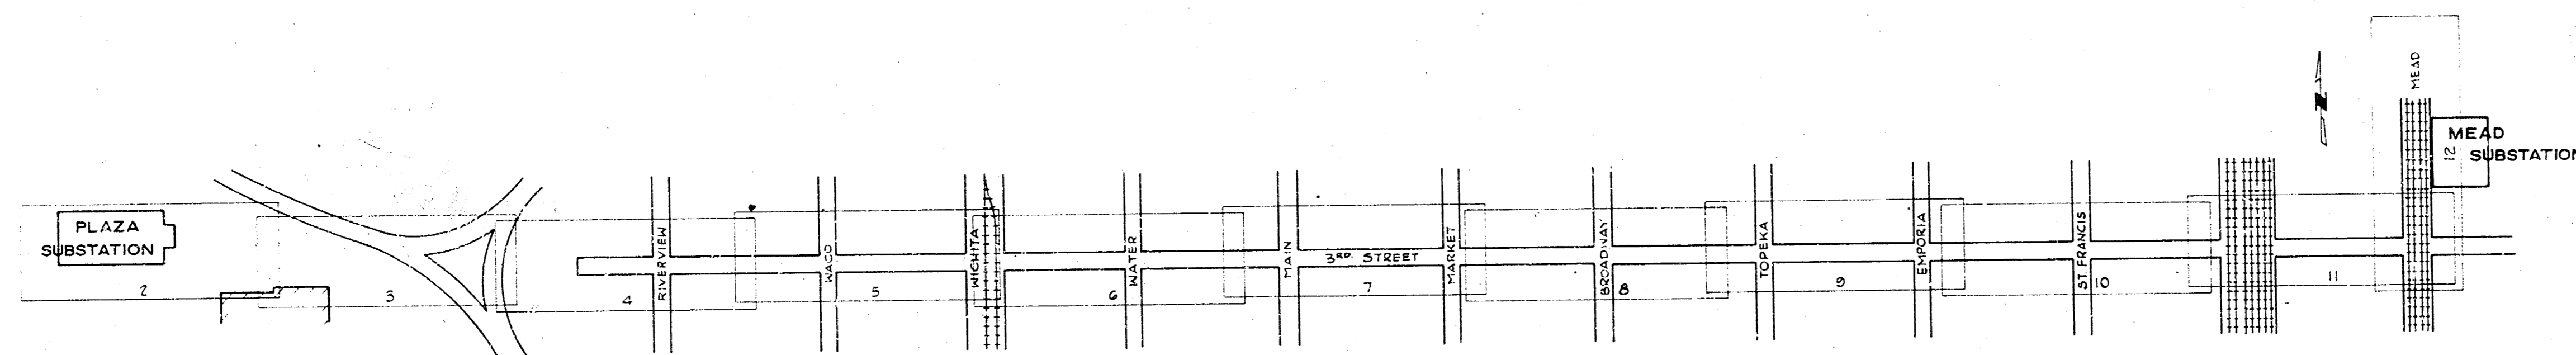 PLAZA
SUBSTATION
2
3
4
RIVERVIEW
WACO
5
WICHITA
6
WATER
MAIN
3RD. STREET
7
MARKET
BROADWAY
8
TOPEKA
9
EMPORIA
ST. FRANCIS
10
11
MEAD
12
MEAD
SUBSTATION
N